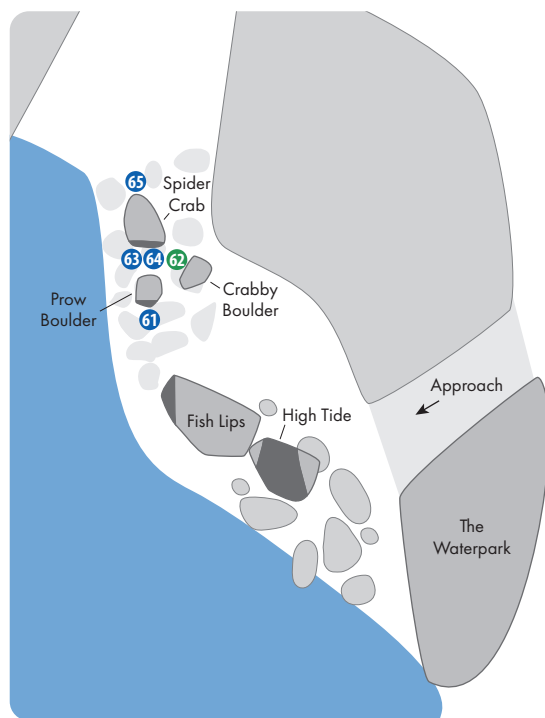 65
Spider
Crab
63 64 62
Prow
Boulder
Crabby
Boulder
61
Approach
High Tide
Fish Lips
The
Waterpark